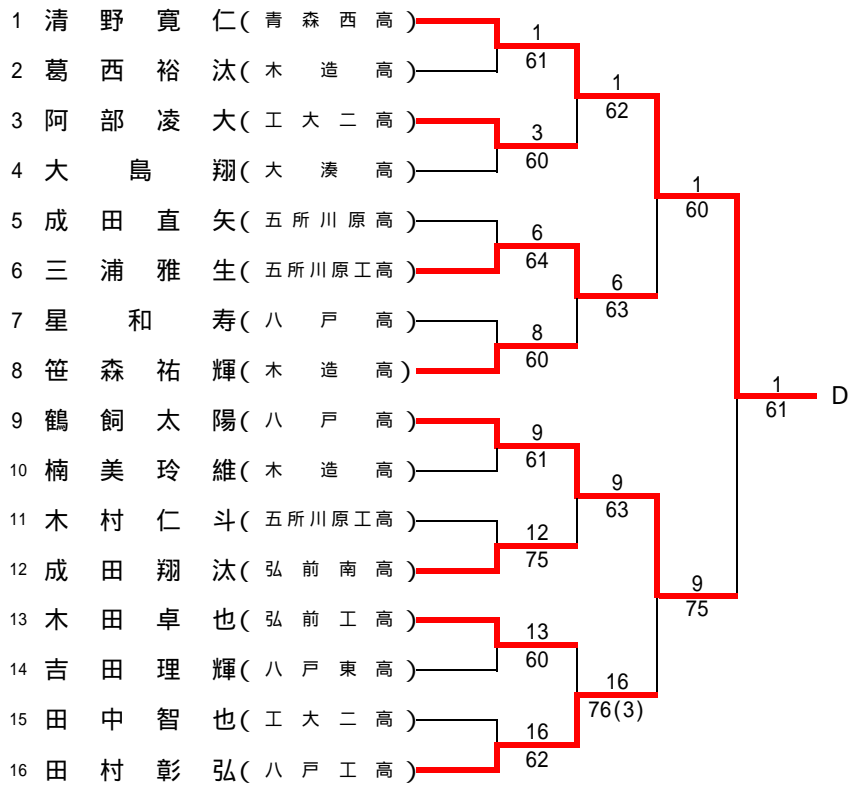 1 清野寛仁(青森西高)
2 葛西裕汰(木造高)
3 阿部凌大(工大二高)
4 大島翔(大湊高)
5 成田直矢(五所川原高)
6 三浦雅生(五所川原工高)
7 星和寿(八戸高)
8 笹森祐輝(木造高)
9 鶴飼太陽(八戸高)
10 楠美玲維(木造高)
11 木村仁斗(五所川原工高)
12 成田翔汰(弘前南高)
13 木田卓也(弘前工高)
14 吉田理輝(八戸東高)
15 田中智也(工大二高)
16 田村彰弘(八戸工高)
1
61
3
60
6
64
8
60
9
61
12
75
13
60
16
62
1
62
6
63
9
63
16
76(3)
1
60
9
75
1
61
D